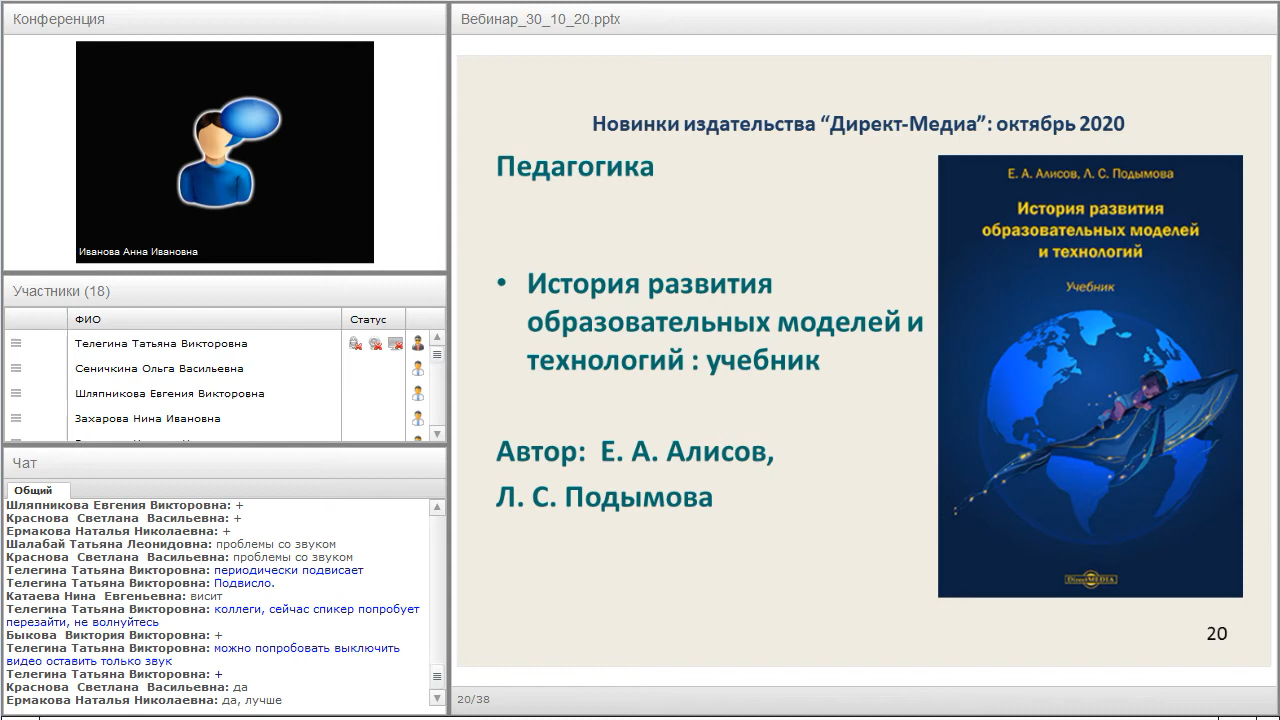 Конференция
Иванова Анна Ивановна
Участники (18)
ФИО Статус
Телегина Татьяна Викторовна
Сеничкина Ольга Васильевна
Шляпникова Евгения Викторовна
Захарова Нина Ивановна
Чат
Общий
Шляпникова Евгения Викторовна: +
Краснова Светлана Васильевна: +
Ермакова Наталья Николаевна: +
Шалабай Татьяна Леонидовна: проблемы со звуком
Краснова Светлана Васильевна: проблемы со звуком
Телегина Татьяна Викторовна: периодически подвисает
Телегина Татьяна Викторовна: Подвисло.
Катаева Нина Евгеньевна: висит
Телегина Татьяна Викторовна: коллеги, сейчас спикер попробует
перезайти, не волнуйтесь
Быкова Виктория Викторовна: +
Телегина Татьяна Викторовна: можно попробовать выключить
видео оставить только звук
Телегина Татьяна Викторовна: +
Краснова Светлана Васильевна: да
Ермакова Наталья Николаевна: да, лучше
Вебинар_30_10_20.pptx
Новинки издательства “Директ-Медиа”: октябрь 2020
Педагогика
• История развития
образовательных моделей и
технологий : учебник
Автор: Е. А. Алисов,
Л. С. Подымова
Е. А. Алисов, Л. С. Подымова
История развития
образовательных моделей
и технологий
Учебник
DirectMEDIA
20
20/38